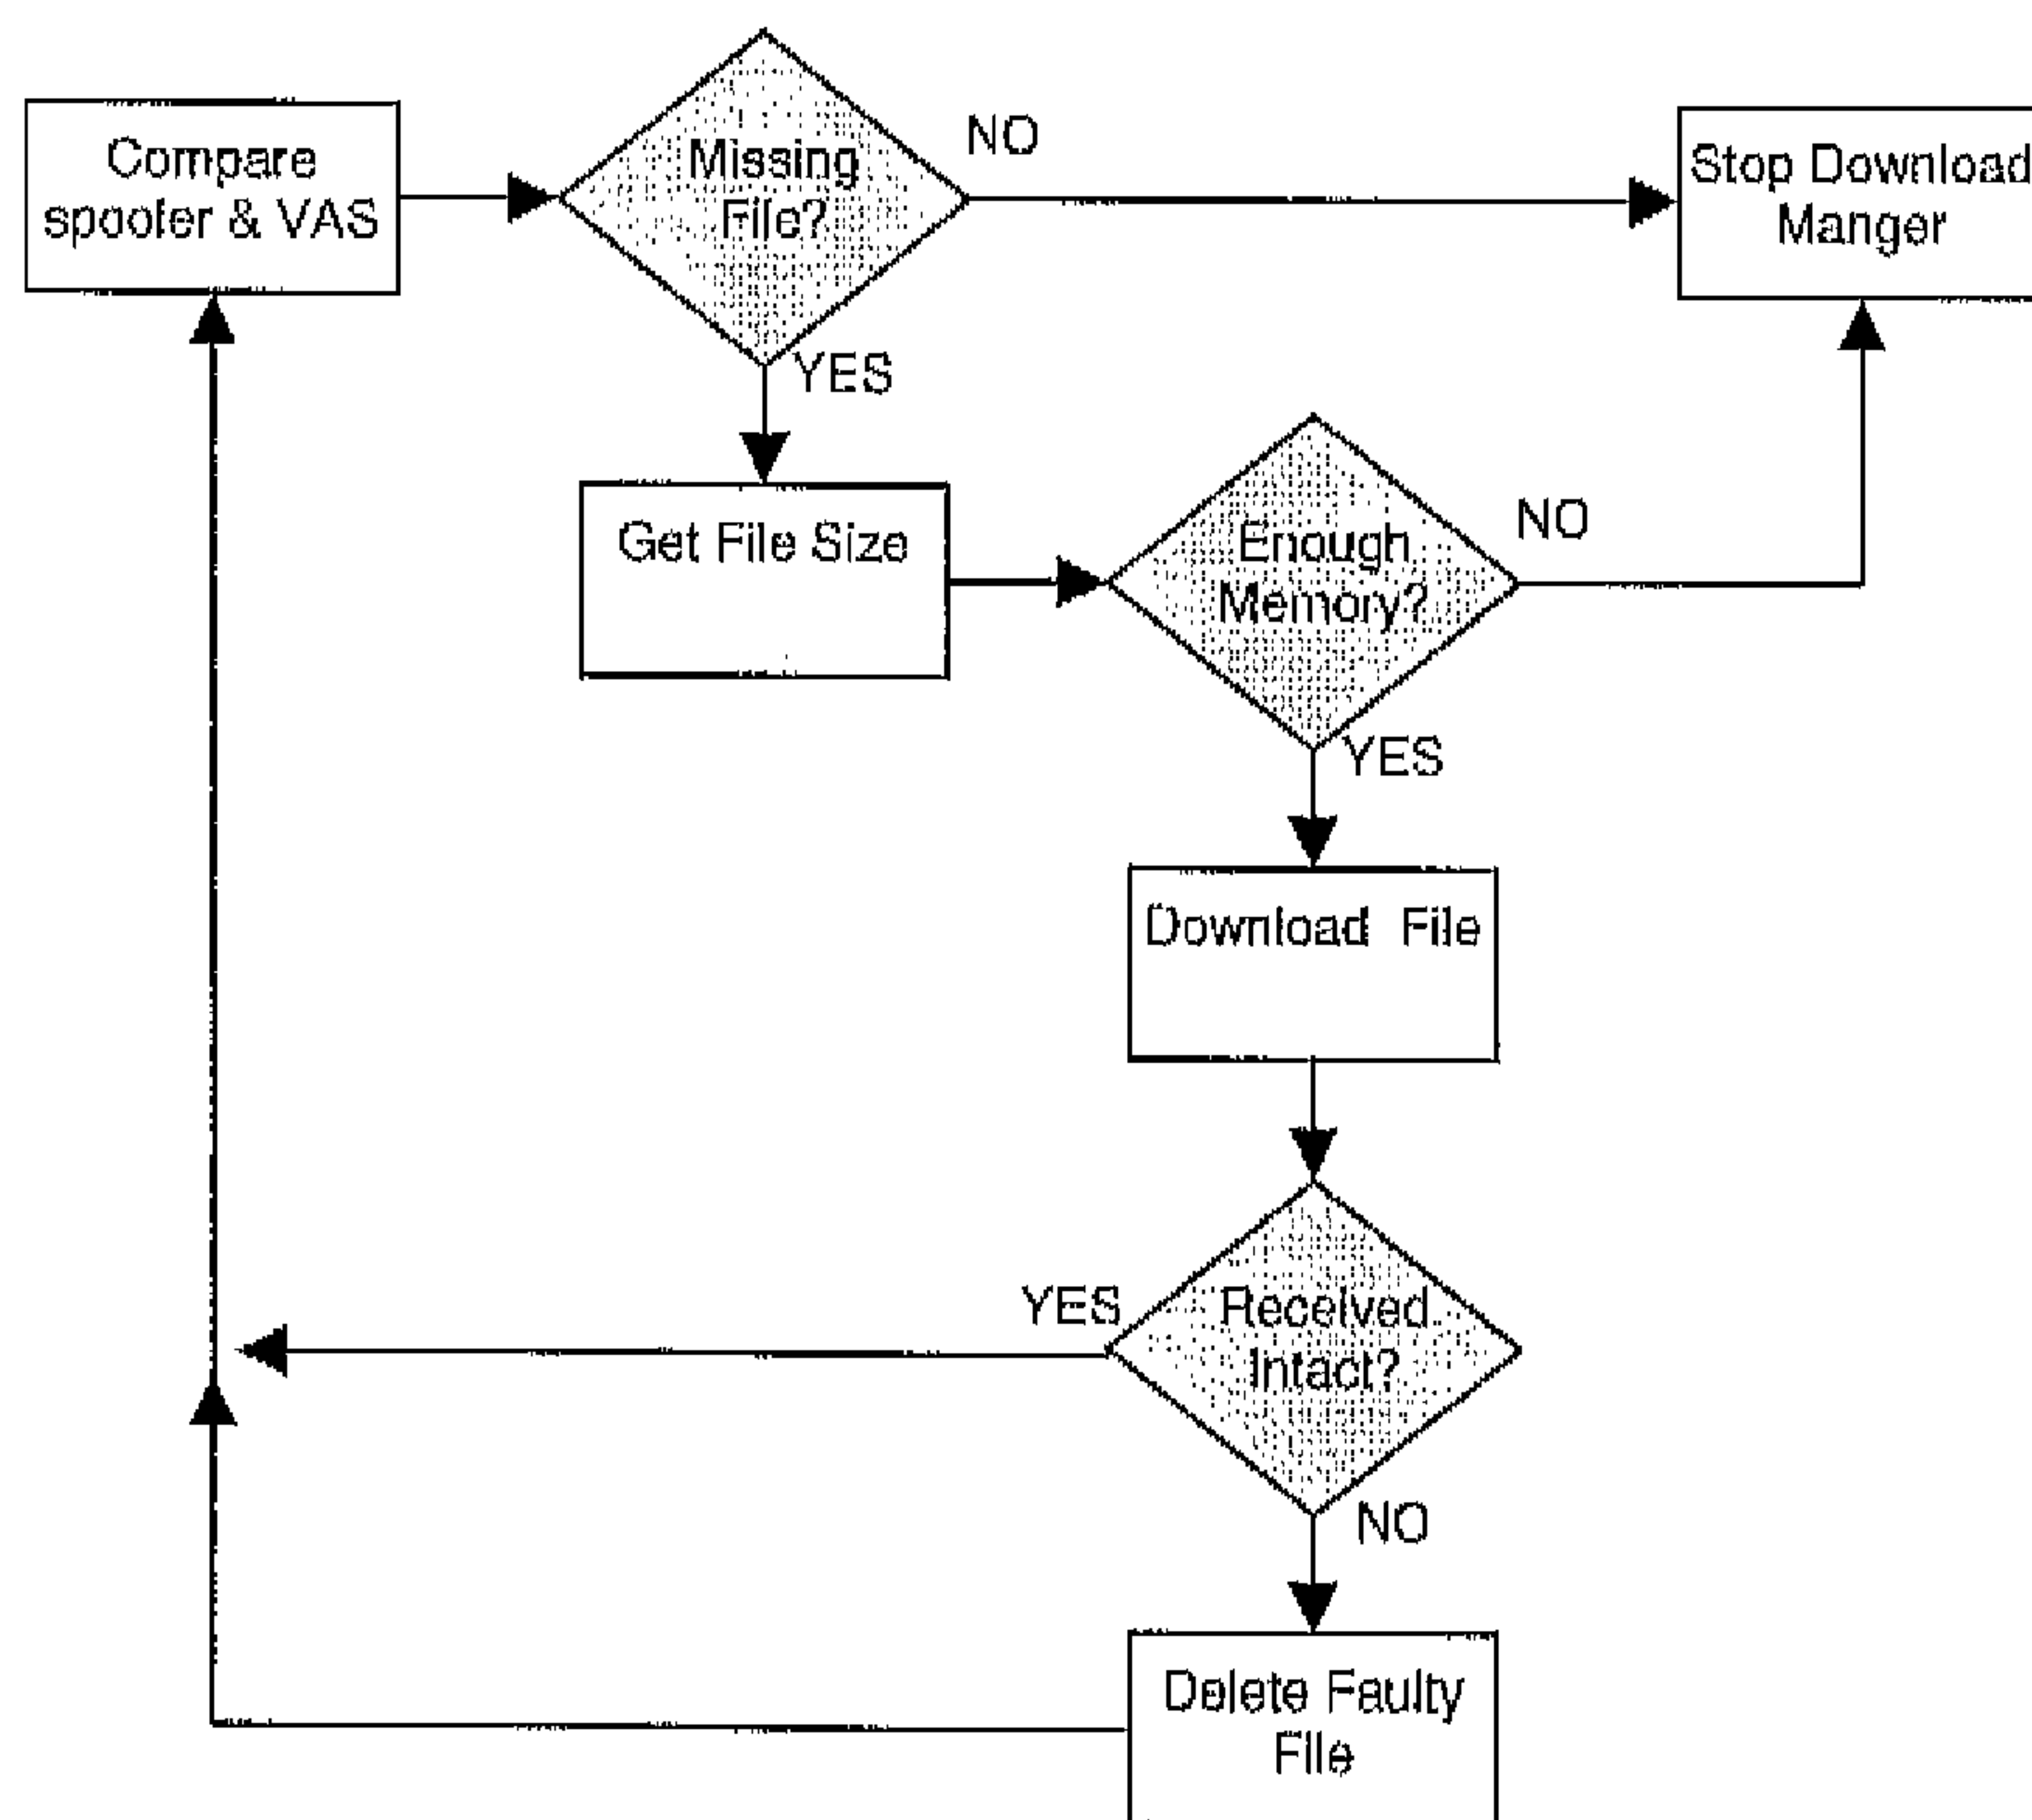 Compare
spooler & VAS
Missing
File?
NO
Stop Download
Manger
YES
Get File Size
Enough
Memory?
NO
YES
Download File
Received
Intact?
YES
NO
Delete Faulty
File